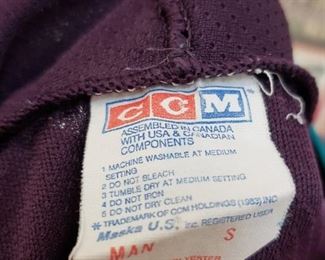 CCM
ASSEMBLED IN CANADA
WITH USA & CANADIAN
COMPONENTS
1 MACHINE WASHABLE AT MEDIUM
SETTING
2 DO NOT BLEACH
3 TUMBLE DRY AT MEDIUM SETTING
4 DO NOT IRON
5 DO NOT DRY CLEAN
* TRADEMARK OF CCM HOLDINGS (1983) INC
Maska U.S. Inc. REGISTERED USER
MAN S